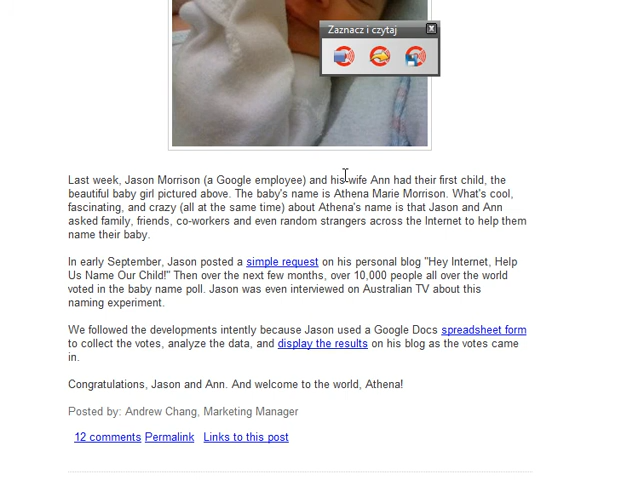 Zaznacz i czytaj
Last week, Jason Morrison (a Google employee) and his wife Ann had their first child, the
beautiful baby girl pictured above. The baby's name is Athena Marie Morrison. What's cool,
fascinating, and crazy (all at the same time) about Athena's name is that Jason and Ann
asked family, friends, co-workers and even random strangers across the Internet to help them
name their baby.
In early September, Jason posted a simple request on his personal blog "Hey Internet, Help
Us Name Our Child!" Then over the next few months, over 10,000 people all over the world
voted in the baby name poll. Jason was even interviewed on Australian TV about this
naming experiment.
We followed the developments intently because Jason used a Google Docs spreadsheet form
to collect the votes, analyze the data, and display the results on his blog as the votes came
in.
Congratulations, Jason and Ann. And welcome to the world, Athena!
Posted by: Andrew Chang, Marketing Manager
12 comments Permalink Links to this post